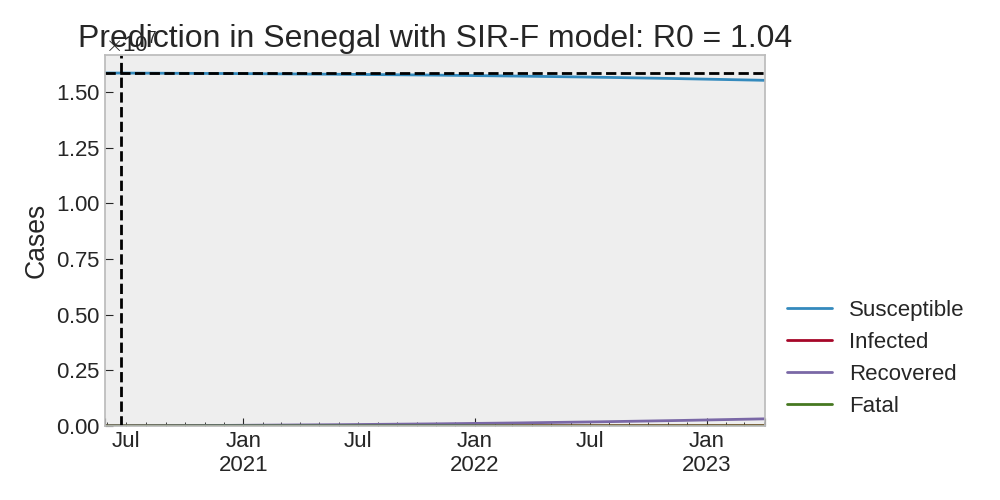 Prediction in Senegal with SIR-F model: R0 = 1.04
×10⁷
Cases
1.50
1.25
1.00
0.75
0.50
0.25
0.00
Jul Jan Jul Jan Jul Jan
2021 2022 2023
Susceptible
Infected
Recovered
Fatal